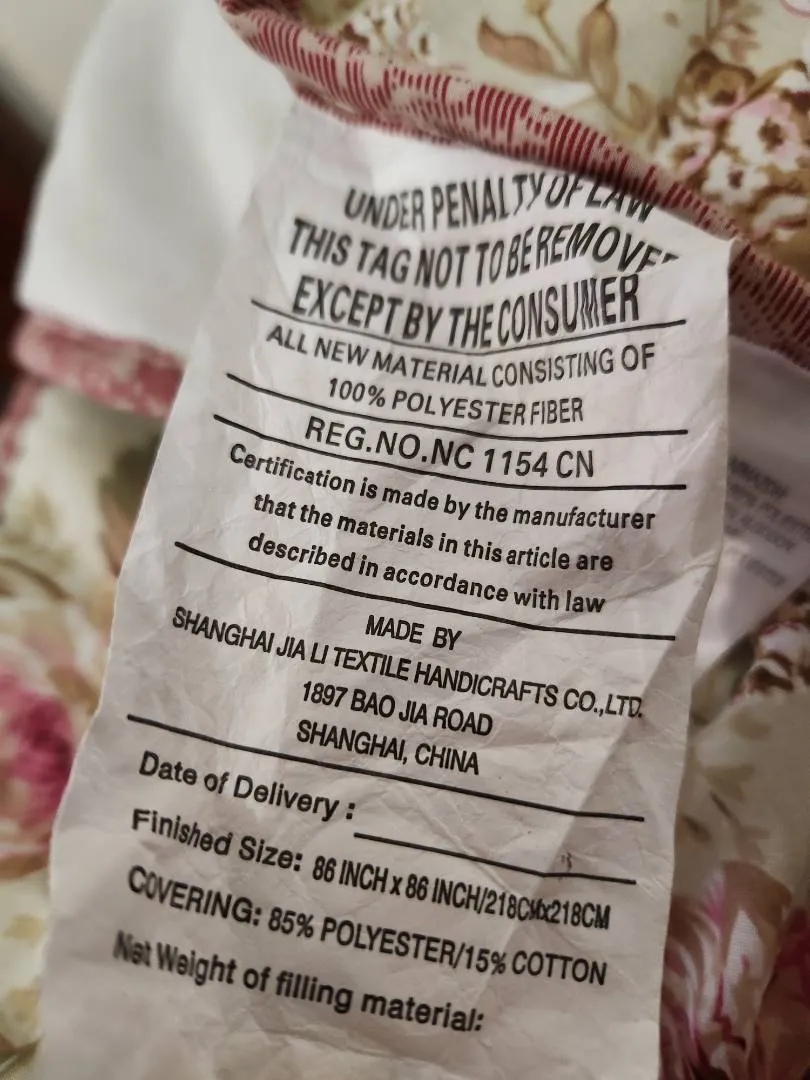 UNDER PENALTY OF LAW
THIS TAG NOT TO BE REMOVED
EXCEPT BY THE CONSUMER
ALL NEW MATERIAL CONSISTING OF
100% POLYESTER FIBER
REG.NO.NC 1154 CN
Certification is made by the manufacturer
that the materials in this article are
described in accordance with law
MADE BY
SHANGHAI JIA LI TEXTILE HANDICRAFTS CO.,LTD.
1897 BAO JIA ROAD
SHANGHAI, CHINA
Date of Delivery :
Finished Size: 86 INCH x 86 INCH/218CMx218CM
COVERING: 85% POLYESTER/15% COTTON
Net Weight of filling material: